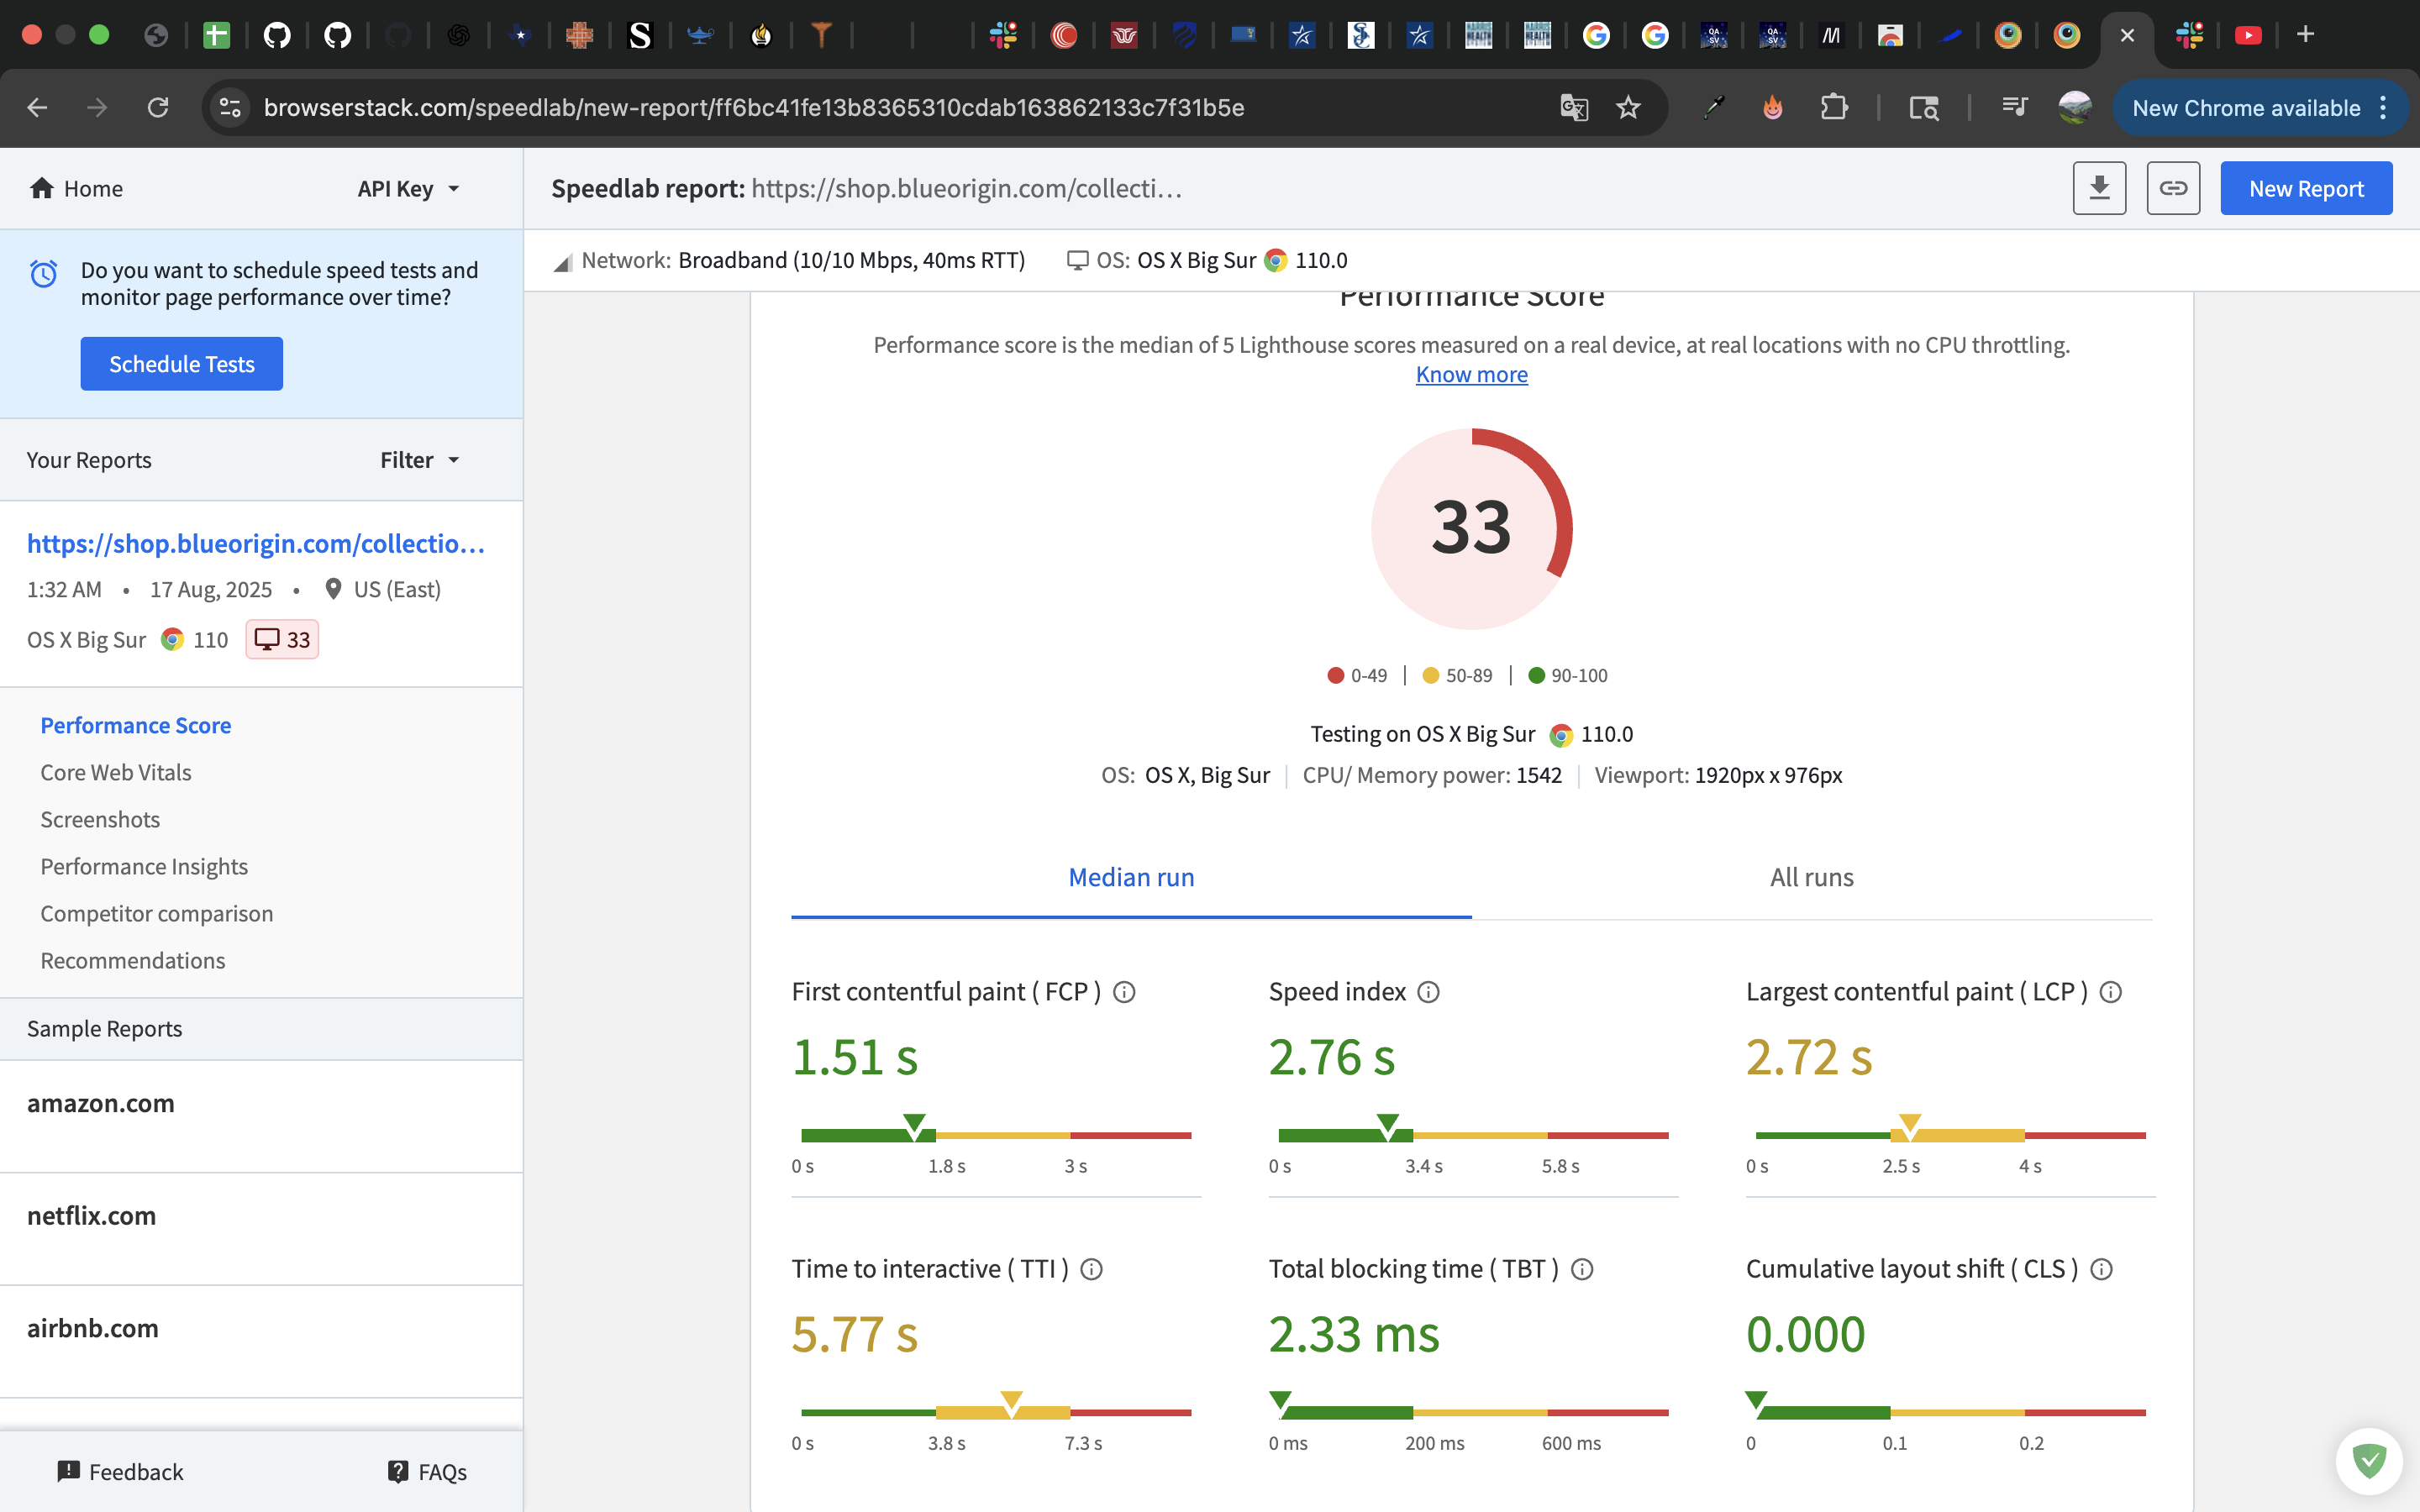 browserstack.com/speedlab/new-report/ff6bc41fe13b8365310cdab163862133c7f31b5e
New Chrome available
Home
API Key
Speedlab report: https://shop.blueorigin.com/collecti…
New Report
Do you want to schedule speed tests and
monitor page performance over time?
Schedule Tests
Network: Broadband (10/10 Mbps, 40ms RTT)
OS: OS X Big Sur 110.0
Your Reports
Filter
https://shop.blueorigin.com/collectio…
1:32 AM • 17 Aug, 2025 • US (East)
OS X Big Sur 110 33
Performance Score
Core Web Vitals
Screenshots
Performance Insights
Competitor comparison
Recommendations
Sample Reports
amazon.com
netflix.com
airbnb.com
Feedback
FAQs
Performance Score
Performance score is the median of 5 Lighthouse scores measured on a real device, at real locations with no CPU throttling.
Know more
33
0-49 | 50-89 | 90-100
Testing on OS X Big Sur 110.0
OS: OS X, Big Sur | CPU/ Memory power: 1542 | Viewport: 1920px x 976px
Median run
All runs
First contentful paint ( FCP )
1.51 s
0 s 1.8 s 3 s
Speed index
2.76 s
0 s 3.4 s 5.8 s
Largest contentful paint ( LCP )
2.72 s
0 s 2.5 s 4 s
Time to interactive ( TTI )
5.77 s
0 s 3.8 s 7.3 s
Total blocking time ( TBT )
2.33 ms
0 ms 200 ms 600 ms
Cumulative layout shift ( CLS )
0.000
0 0.1 0.2